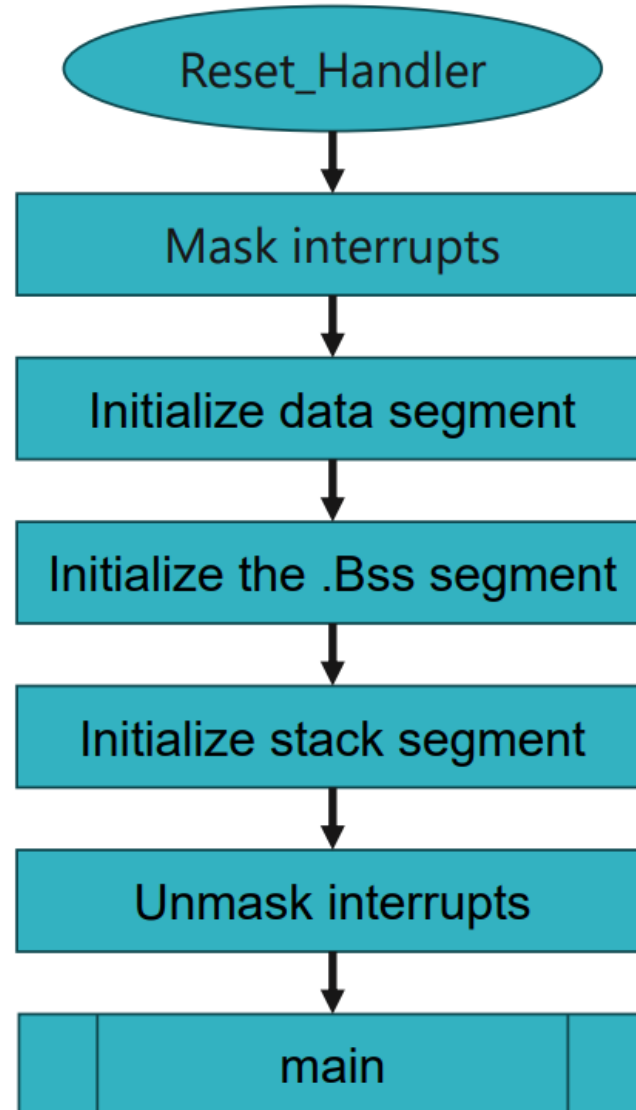 Reset_Handler
Mask interrupts
Initialize data segment
Initialize the .Bss segment
Initialize stack segment
Unmask interrupts
main